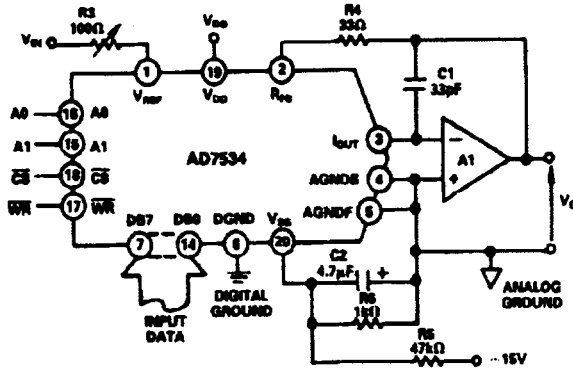 R3
100Ω
VIN
VDD
R4
33Ω
1
19
2
VREF
VDD
RFB
C1
33pF
A0
16
A0
A1
15
A1
CS
18
CS
WR
17
WR
AD7534
IOUT
3
AGNDS
4
AGNDF
5
A1
−
+
DB7
DB0
DGND
VSS
7
14
6
20
INPUT
DATA
DIGITAL
GROUND
C2
4.7µF
+
R6
1kΩ
R5
47kΩ
-15V
ANALOG
GROUND